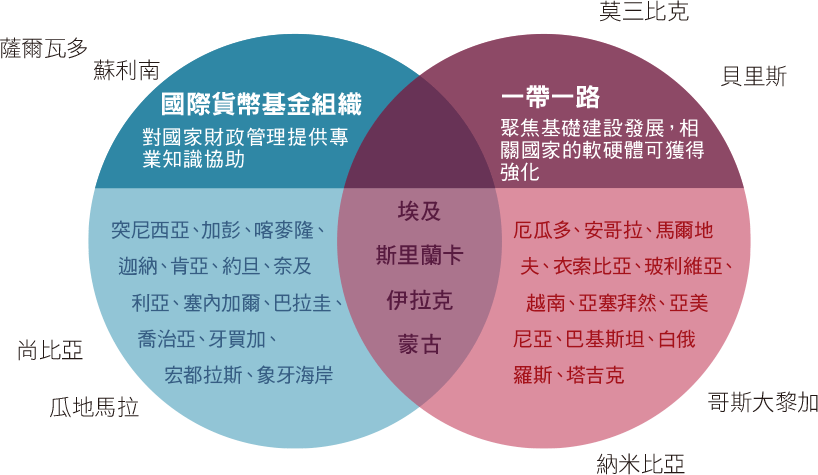 莫三比克
薩爾瓦多
蘇利南
貝里斯
國際貨幣基金組織
對國家財政管理提供專
業知識協助
一帶一路
聚焦基礎建設發展，相
關國家的軟硬體可獲得
強化
突尼西亞、加彭、喀麥隆、
迦納、肯亞、約旦、奈及
利亞、塞內加爾、巴拉圭、
喬治亞、牙買加、
宏都拉斯、象牙海岸
埃及
斯里蘭卡
伊拉克
蒙古
厄瓜多、安哥拉、馬爾地
夫、衣索比亞、玻利維亞、
越南、亞塞拜然、亞美
尼亞、巴基斯坦、白俄
羅斯、塔吉克
尚比亞
瓜地馬拉
哥斯大黎加
納米比亞